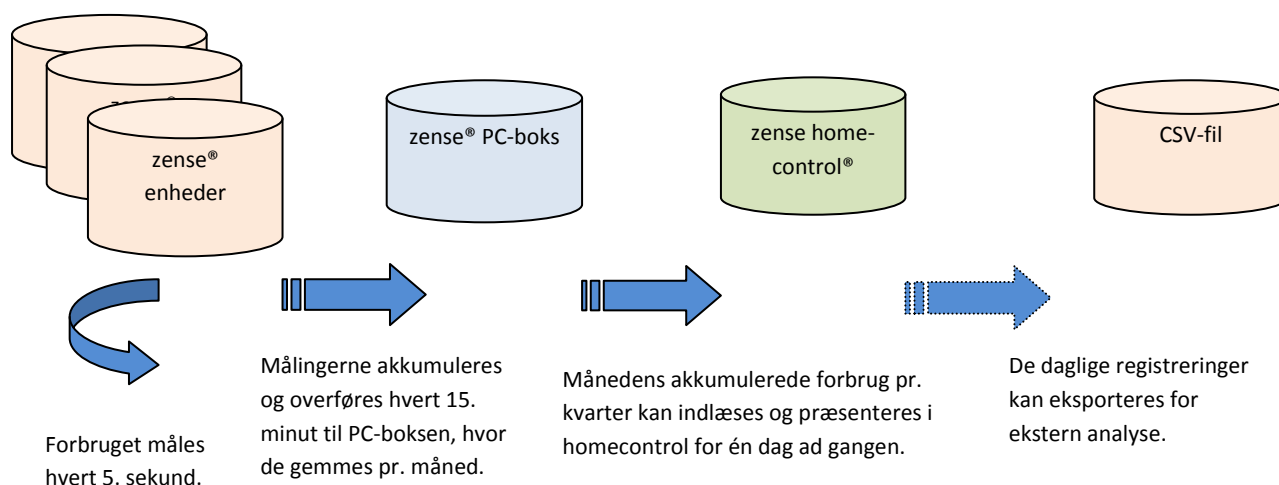 zense®
enheder
zense® PC-boks
zense home-
control®
CSV-fil
Forbruget måles
hvert 5. sekund.
Målingerne akkumuleres
og overføres hvert 15.
minut til PC-boksen, hvor
de gemmes pr. måned.
Månedens akkumulerede forbrug pr.
kvarter kan indlæses og præsenteres i
homecontrol for én dag ad gangen.
De daglige registreringer
kan eksporteres for
ekstern analyse.